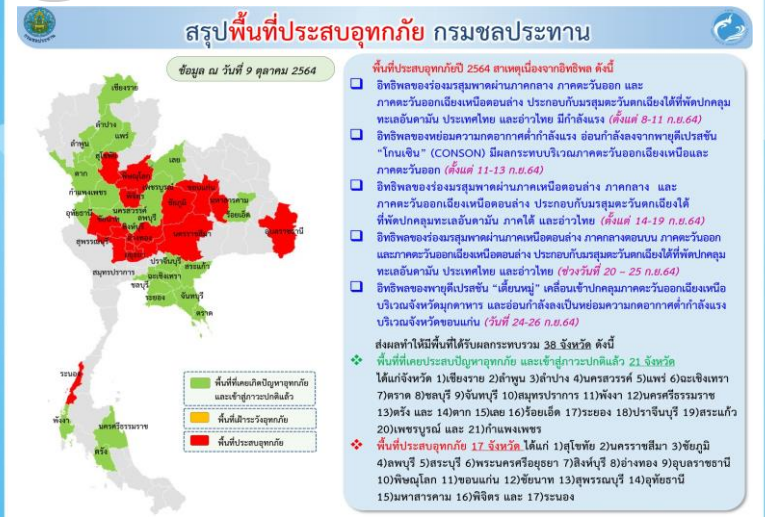 กรมชลประทาน
สรุปพื้นที่ประสบอุทกภัย กรมชลประทาน
ข้อมูล ณ วันที่ 9 ตุลาคม 2564
เชียงราย
ลำปาง
แพร่
ลำพูน
สุโขทัย
เลย
ตาก
พิษณุโลก
เพชรบูรณ์
ขอนแก่น
กำแพงเพชร
พิจิตร
ชัยภูมิ
มหาสารคาม
ร้อยเอ็ด
อุทัยธานี
นครสวรรค์
ลพบุรี
สิงห์บุรี
อ่างทอง
สุพรรณบุรี
นครราชสีมา
อุบลราชธานี
ปราจีนบุรี
สระแก้ว
สมุทรปราการ
ฉะเชิงเทรา
ชลบุรี
ระยอง
จันทบุรี
ตราด
ระนอง
พังงา
นครศรีธรรมราช
ตรัง
พื้นที่ที่เคยเกิดปัญหาอุทกภัย
และเข้าสู่ภาวะปกติแล้ว
พื้นที่เฝ้าระวังอุทกภัย
พื้นที่ประสบอุทกภัย
พื้นที่ประสบอุทกภัยปี 2564 สาเหตุเนื่องจากอิทธิพล ดังนี้
อิทธิพลของร่องมรสุมพาดผ่านภาคกลาง ภาคตะวันออก และ
ภาคตะวันออกเฉียงเหนือตอนล่าง ประกอบกับมรสุมตะวันตกเฉียงใต้ที่พัดปกคลุม
ทะเลอันดามัน ประเทศไทย และอ่าวไทย มีกำลังแรง (ตั้งแต่ 8-11 ก.ย.64)
อิทธิพลของหย่อมความกดอากาศต่ำกำลังแรง อ่อนกำลังลงจากพายุดีเปรสชัน
"โกนเซิน" (CONSON) มีผลกระทบบริเวณภาคตะวันออกเฉียงเหนือและ
ภาคตะวันออก (ตั้งแต่ 11-13 ก.ย.64)
อิทธิพลของร่องมรสุมพาดผ่านภาคเหนือตอนล่าง ภาคกลาง และ
ภาคตะวันออกเฉียงเหนือตอนล่าง ประกอบกับมรสุมตะวันตกเฉียงใต้
ที่พัดปกคลุมทะเลอันดามัน ภาคใต้ และอ่าวไทย (ตั้งแต่ 14-19 ก.ย.64)
อิทธิพลของร่องมรสุมพาดผ่านภาคเหนือตอนล่าง ภาคกลางตอนบน ภาคตะวันออก
และภาคตะวันออกเฉียงเหนือตอนล่าง ประกอบกับมรสุมตะวันตกเฉียงใต้ที่พัดปกคลุม
ทะเลอันดามัน ประเทศไทย และอ่าวไทย (ช่วงวันที่ 20 – 25 ก.ย.64)
อิทธิพลของพายุดีเปรสชัน "เตี้ยนหมู่" เคลื่อนเข้าปกคลุมภาคตะวันออกเฉียงเหนือ
บริเวณจังหวัดมุกดาหาร และอ่อนกำลังลงเป็นหย่อมความกดอากาศต่ำกำลังแรง
บริเวณจังหวัดขอนแก่น (วันที่ 24-26 ก.ย.64)
ส่งผลทำให้มีพื้นที่ได้รับผลกระทบรวม 38 จังหวัด ดังนี้
พื้นที่ที่เคยประสบปัญหาอุทกภัย และเข้าสู่ภาวะปกติแล้ว 21 จังหวัด
ได้แก่จังหวัด 1)เชียงราย 2)ลำพูน 3)ลำปาง 4)นครสวรรค์ 5)แพร่ 6)ฉะเชิงเทรา
7)ตราด 8)ชลบุรี 9)จันทบุรี 10)สมุทรปราการ 11)พังงา 12)นครศรีธรรมราช
13)ตรัง และ 14)ตาก 15)เลย 16)ร้อยเอ็ด 17)ระยอง 18)ปราจีนบุรี 19)สระแก้ว
20)เพชรบูรณ์ และ 21)กำแพงเพชร
พื้นที่ประสบอุทกภัย 17 จังหวัด ได้แก่ 1)สุโขทัย 2)นครราชสีมา 3)ชัยภูมิ
4)ลพบุรี 5)สระบุรี 6)พระนครศรีอยุธยา 7)สิงห์บุรี 8)อ่างทอง 9)อุบลราชธานี
10)พิษณุโลก 11)ขอนแก่น 12)ชัยนาท 13)สุพรรณบุรี 14)อุทัยธานี
15)มหาสารคาม 16)พิจิตร และ 17)ระนอง